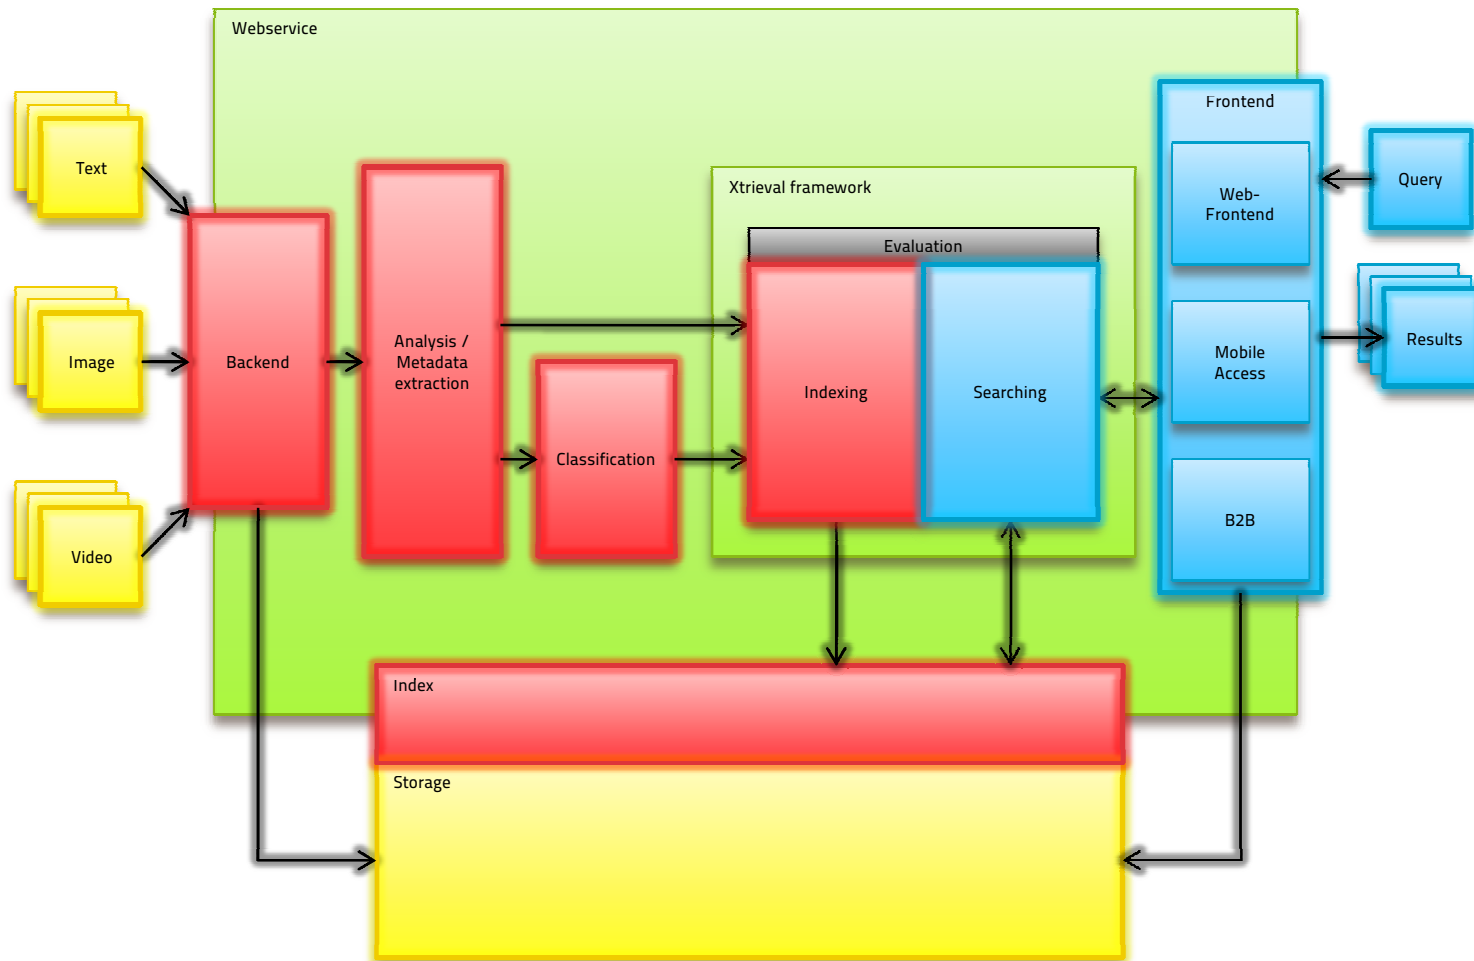 Webservice
Frontend
Text
Xtrieval framework
Query
Web-
Frontend
Evaluation
Image
Backend
Analysis /
Metadata
extraction
Indexing
Searching
Mobile
Access
Results
Classification
Video
B2B
Index
Storage